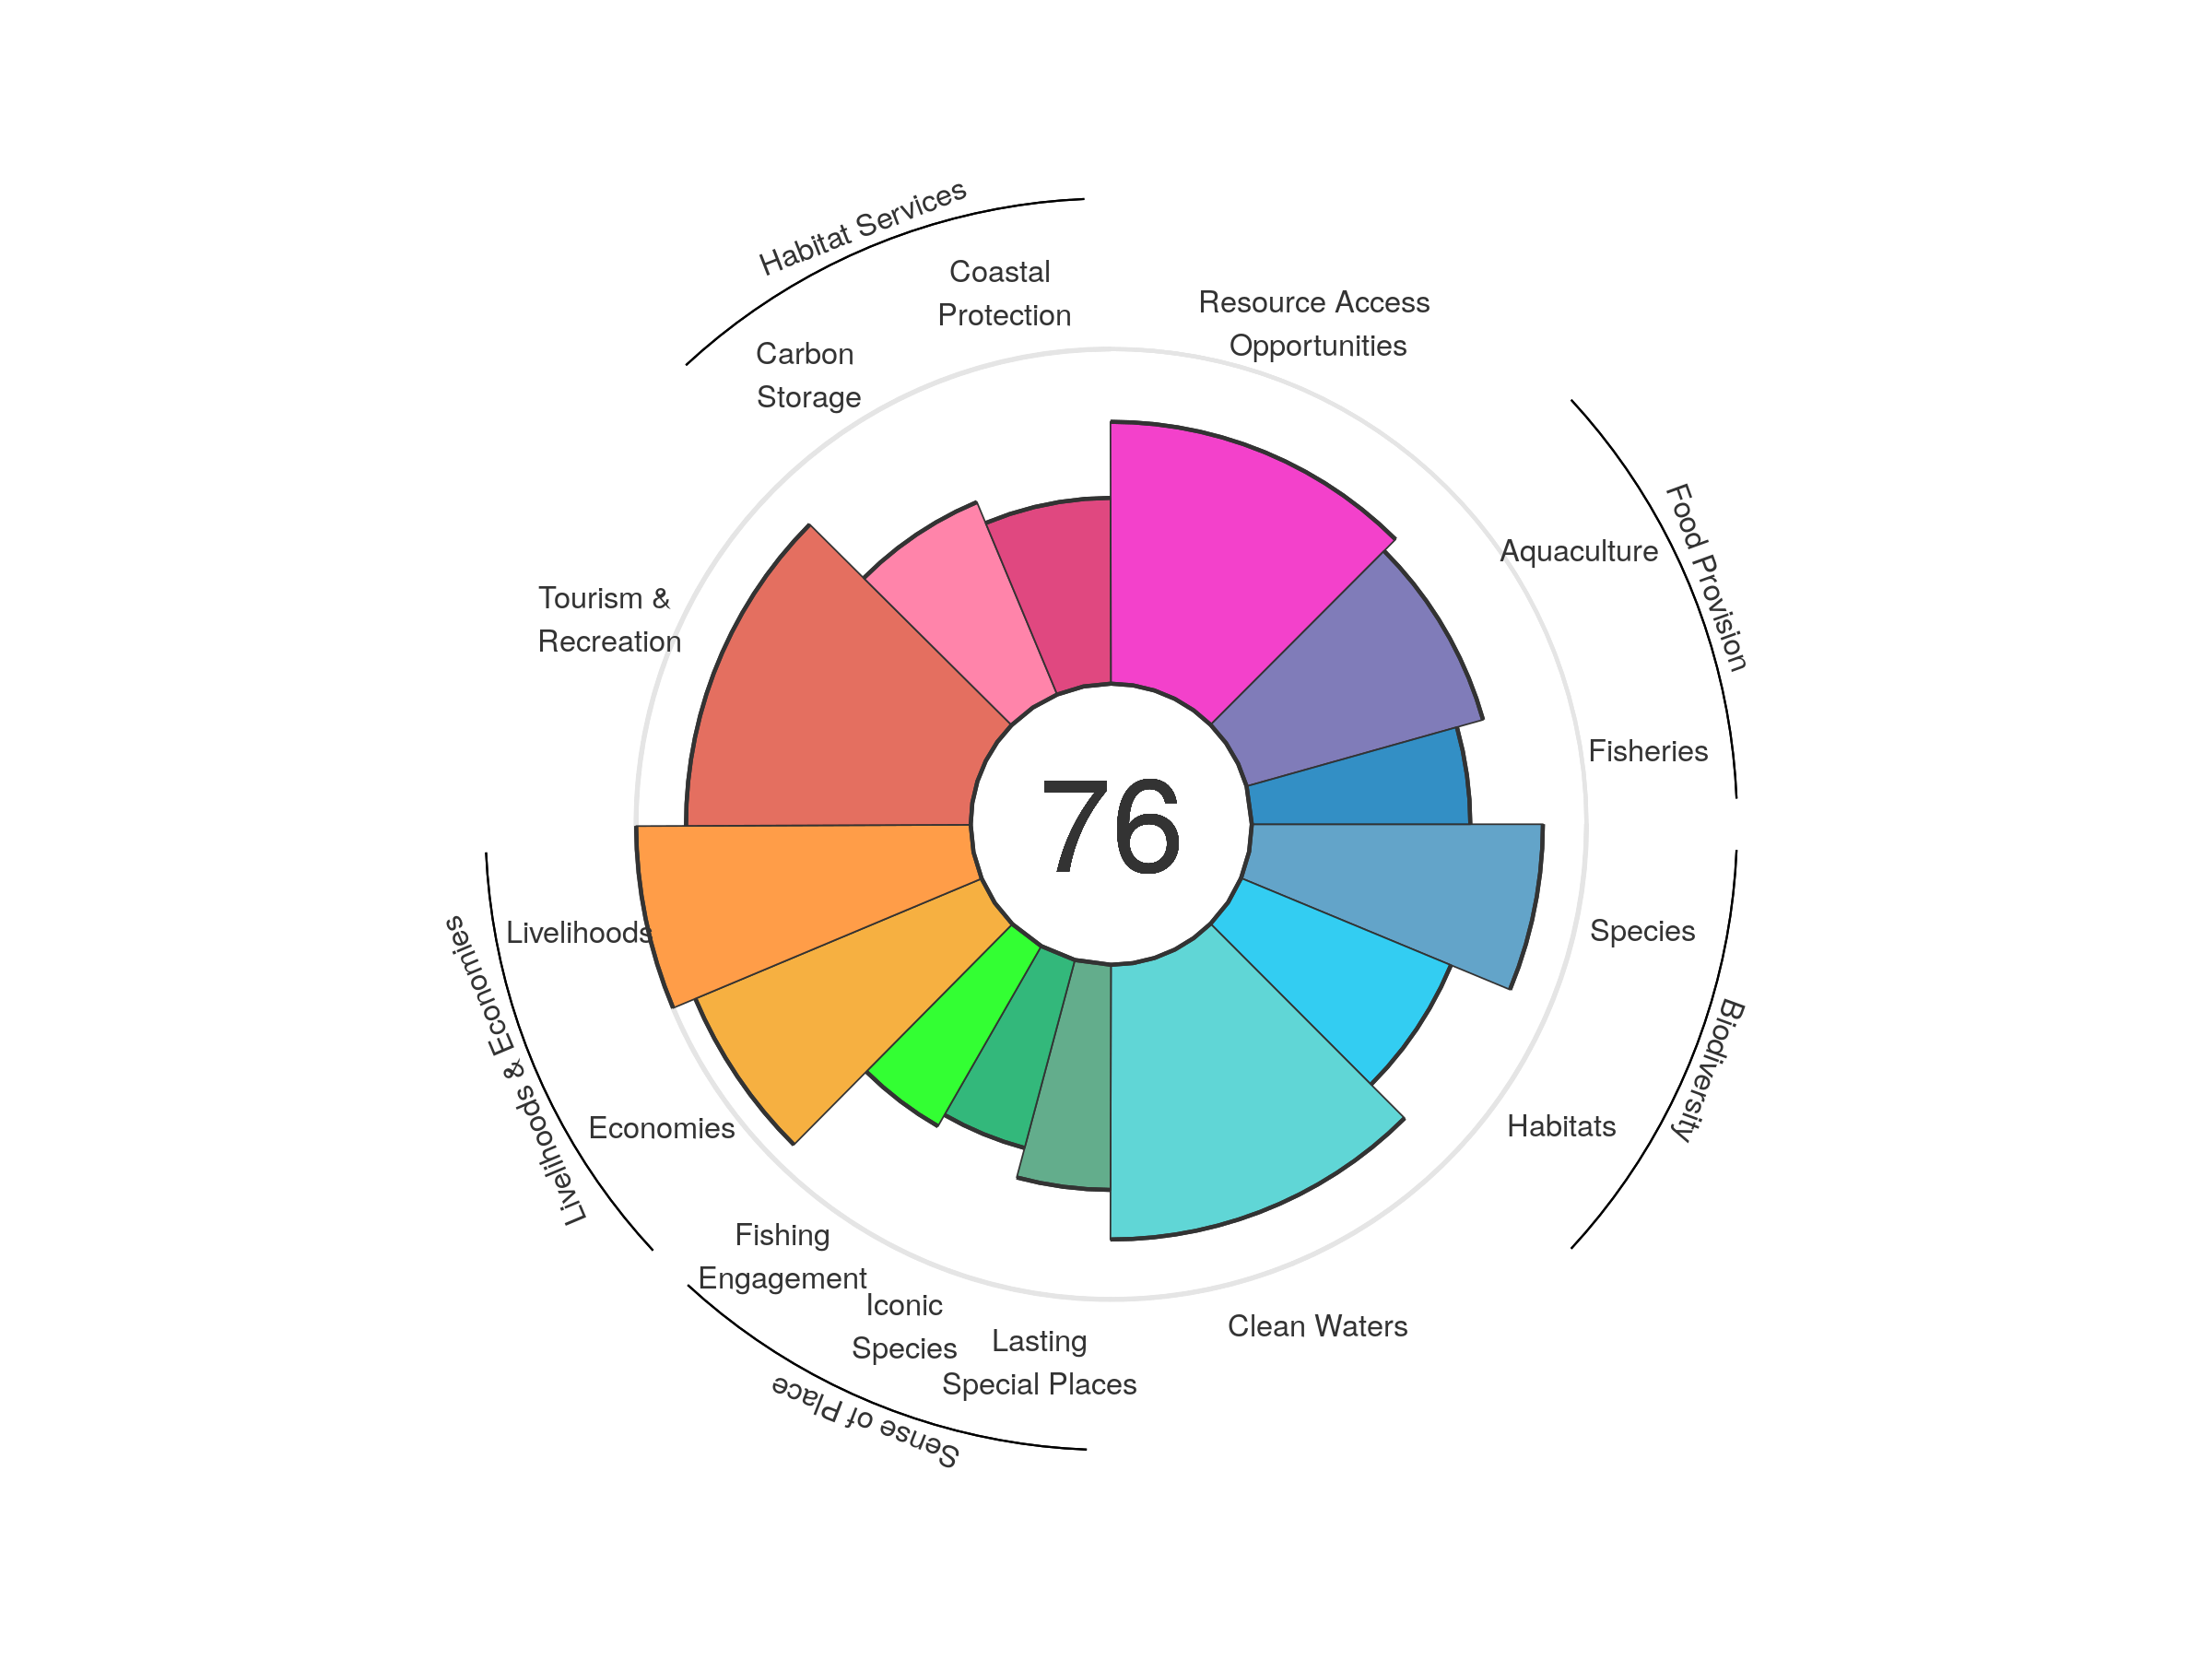 Habitat Services
Coastal
Protection
Resource Access
Opportunities
Carbon
Storage
Food Provision
Aquaculture
Tourism &
Recreation
Fisheries
76
Livelihoods
Species
Livelihoods & Economies
Biodiversity
Economies
Habitats
Fishing
Engagement
Iconic
Species
Lasting
Special Places
Clean Waters
Sense of Place